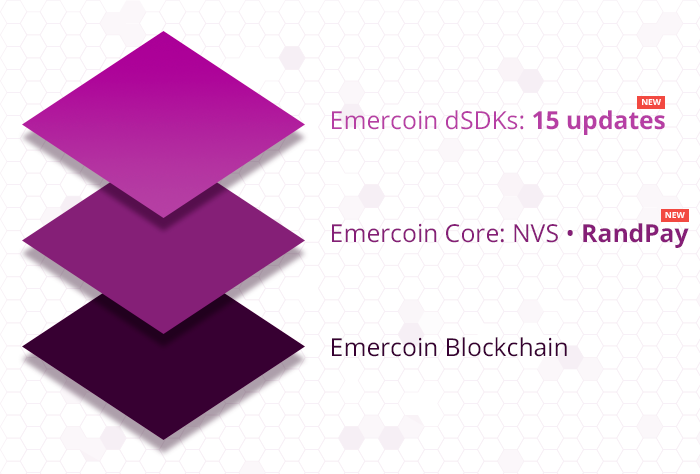 NEW
Emercoin dSDKs: 15 updates
NEW
Emercoin Core: NVS • RandPay
Emercoin Blockchain